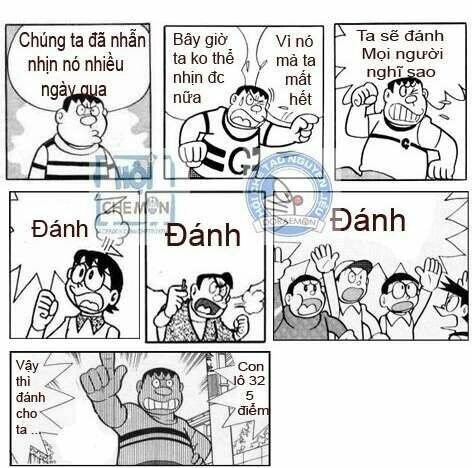 Chúng ta đã nhẫn
nhịn nó nhiều
ngày qua
Bây giờ
ta ko thể
nhịn đc
nữa
Vì nó
mà ta
mất
hết
Ta sẽ đánh
Mọi người
nghĩ sao
G
Đánh
Đánh
Đánh
CHEMON
DORAEMON
Vậy
thì
đánh
cho
ta ...
Con
lô 32
5
điểm